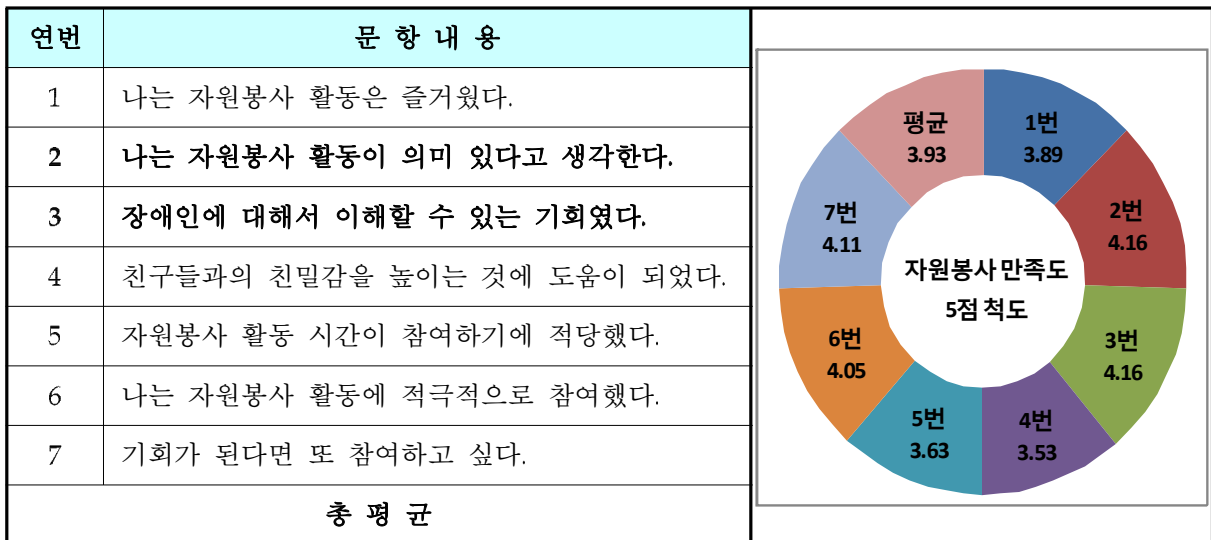 연번 문 항 내 용
1 나는 자원봉사 활동은 즐거웠다.
2 나는 자원봉사 활동이 의미 있다고 생각한다.
3 장애인에 대해서 이해할 수 있는 기회였다.
4 친구들과의 친밀감을 높이는 것에 도움이 되었다.
5 자원봉사 활동 시간이 참여하기에 적당했다.
6 나는 자원봉사 활동에 적극적으로 참여했다.
7 기회가 된다면 또 참여하고 싶다.
총 평 균
평균
3.93
1번
3.89
2번
4.16
3번
4.16
4번
3.53
5번
3.63
6번
4.05
7번
4.11
자원봉사 만족도
5점 척도